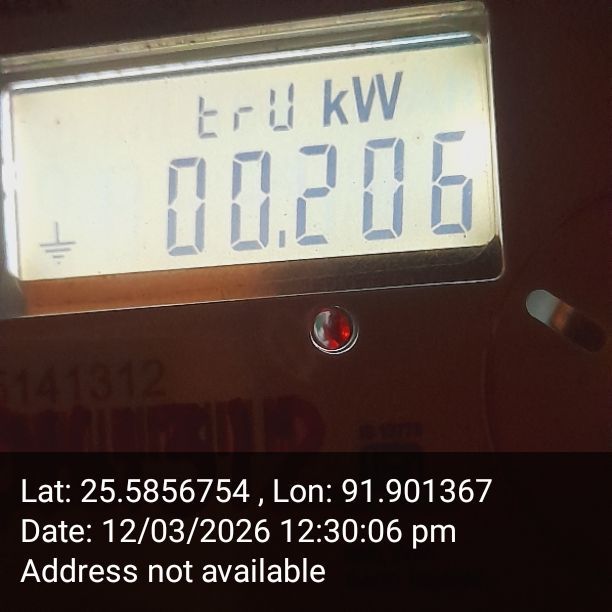 trU kW
00.206
5141312
Lat: 25.5856754 , Lon: 91.901367
Date: 12/03/2026 12:30:06 pm
Address not available